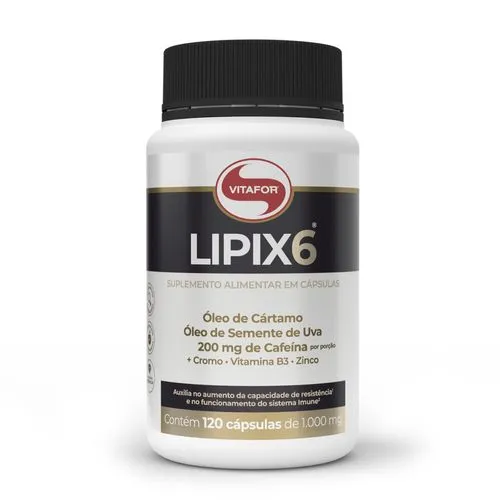 VITAFOR®
LIPIX6®
SUPLEMENTO ALIMENTAR EM CÁPSULAS
Óleo de Cártamo
Óleo de Semente de Uva
200 mg de Cafeína por porção
+ Cromo • Vitamina B3 • Zinco
Auxilia no aumento da capacidade de resistência¹
e no funcionamento do sistema Imune²
Contém 120 cápsulas de 1.000 mg